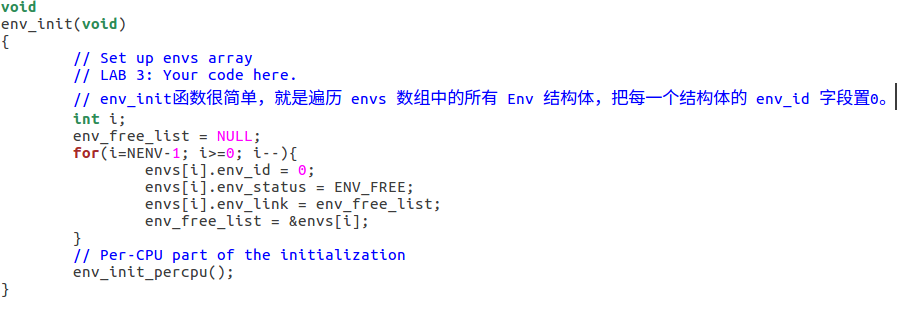 void
env_init(void)
{
        // Set up envs array
        // LAB 3: Your code here.
        // env_init函数很简单，就是遍历 envs 数组中的所有 Env 结构体，把每一个结构体的 env_id 字段置0。
        int i;
        env_free_list = NULL;
        for(i=NENV-1; i>=0; i--){
                envs[i].env_id = 0;
                envs[i].env_status = ENV_FREE;
                envs[i].env_link = env_free_list;
                env_free_list = &envs[i];
        }
        // Per-CPU part of the initialization
        env_init_percpu();
}